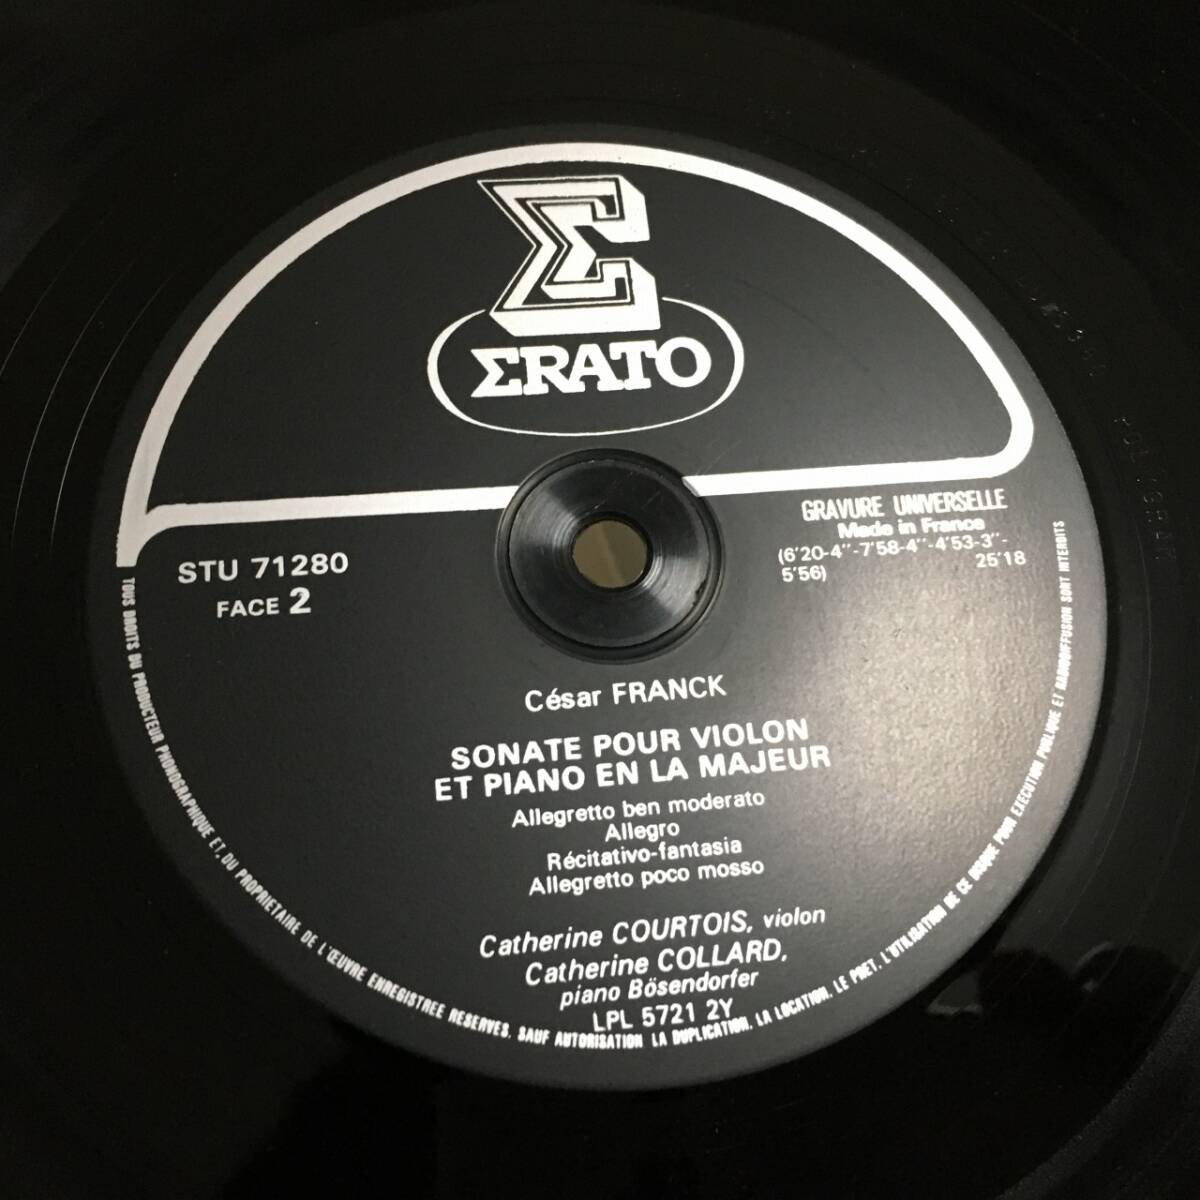 Σ
ΣRATO
GRAVURE UNIVERSELLE
Made in France
(6'20-4''-7'58-4''-4'53-3''-
5'56) 25'18
STU 71280
FACE 2
César FRANCK
SONATE POUR VIOLON
ET PIANO EN LA MAJEUR
Allegretto ben moderato
Allegro
Récitativo-fantasia
Allegretto poco mosso
Catherine COURTOIS, violon
Catherine COLLARD,
piano Bösendorfer
LPL 5721 2Y
TOUS DROITS DU PRODUCTEUR PHONOGRAPHIQUE ET, DU PROPRIETAIRE DE L'ŒUVRE ENREGISTREE RESERVES. SAUF AUTORISATION LA DUPLICATION, LA LOCATION, LE PRET, L'UTILISATION DE CE DISQUE POUR EXECUTION PUBLIQUE ET RADIODIFFUSION SONT INTERDITS